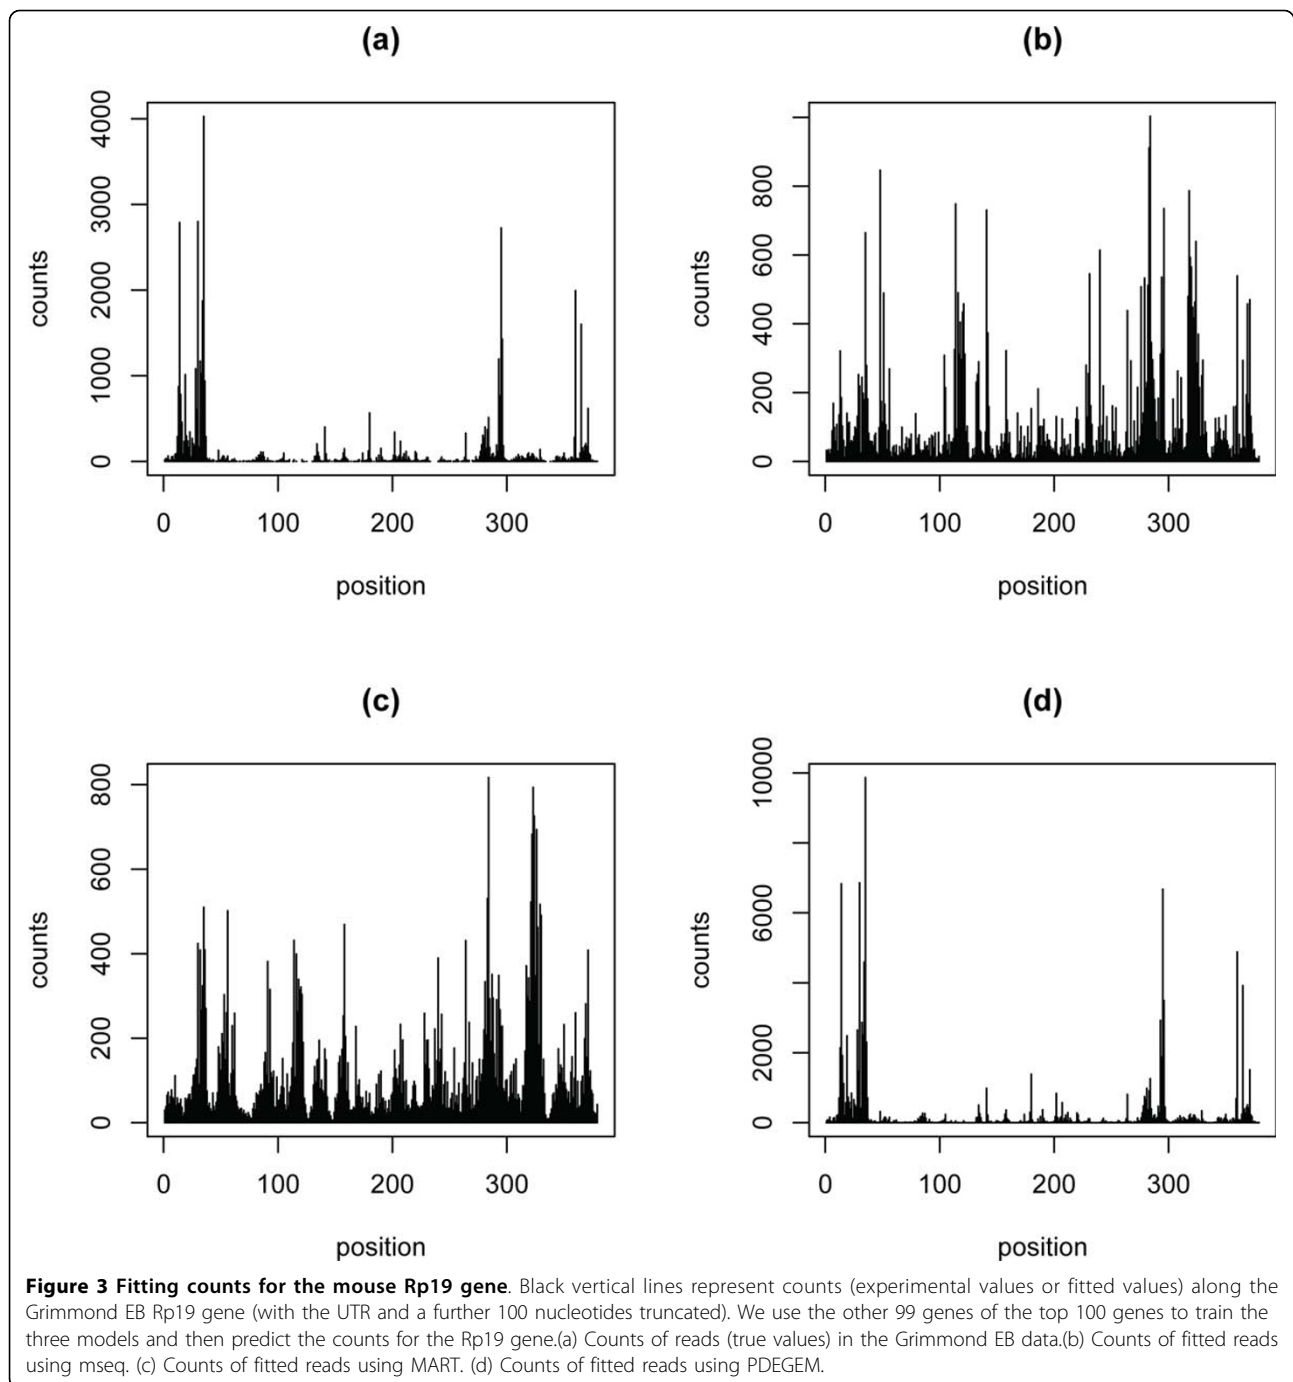 (a)
(b)
4000
3000
2000
1000
0
counts
0 100 200 300
position
800
600
400
200
0
counts
0 100 200 300
position
(c)
(d)
800
600
400
200
0
counts
0 100 200 300
position
10000
6000
2000
0
counts
0 100 200 300
position
Figure 3 Fitting counts for the mouse Rp19 gene. Black vertical lines represent counts (experimental values or fitted values) along the
Grimmond EB Rp19 gene (with the UTR and a further 100 nucleotides truncated). We use the other 99 genes of the top 100 genes to train the
three models and then predict the counts for the Rp19 gene.(a) Counts of reads (true values) in the Grimmond EB data.(b) Counts of fitted reads
using mseq. (c) Counts of fitted reads using MART. (d) Counts of fitted reads using PDEGEM.